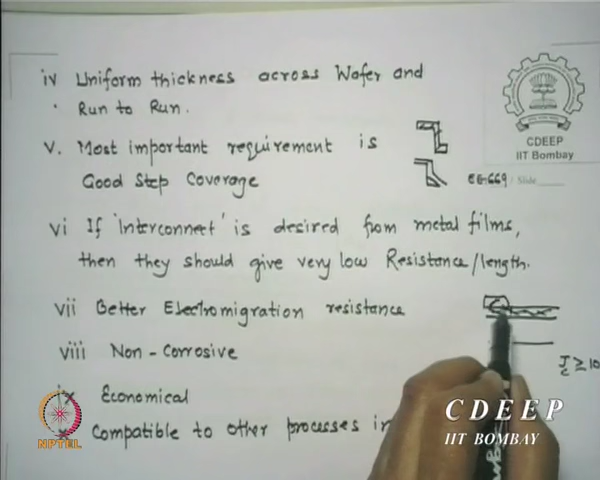 iv Uniform thickness across Wafer and
Run to Run.
v. Most important requirement is
Good Step Coverage
CDEEP
IIT Bombay
EE-669 / Slide
vi If 'Interconnect' is desired from metal films,
then they should give very low Resistance/length.
vii Better Electromigration resistance
viii Non-Corrosive
J ≥ 10
ix Economical
x Compatible to other processes in
NPTEL
CDEEP
IIT BOMBAY